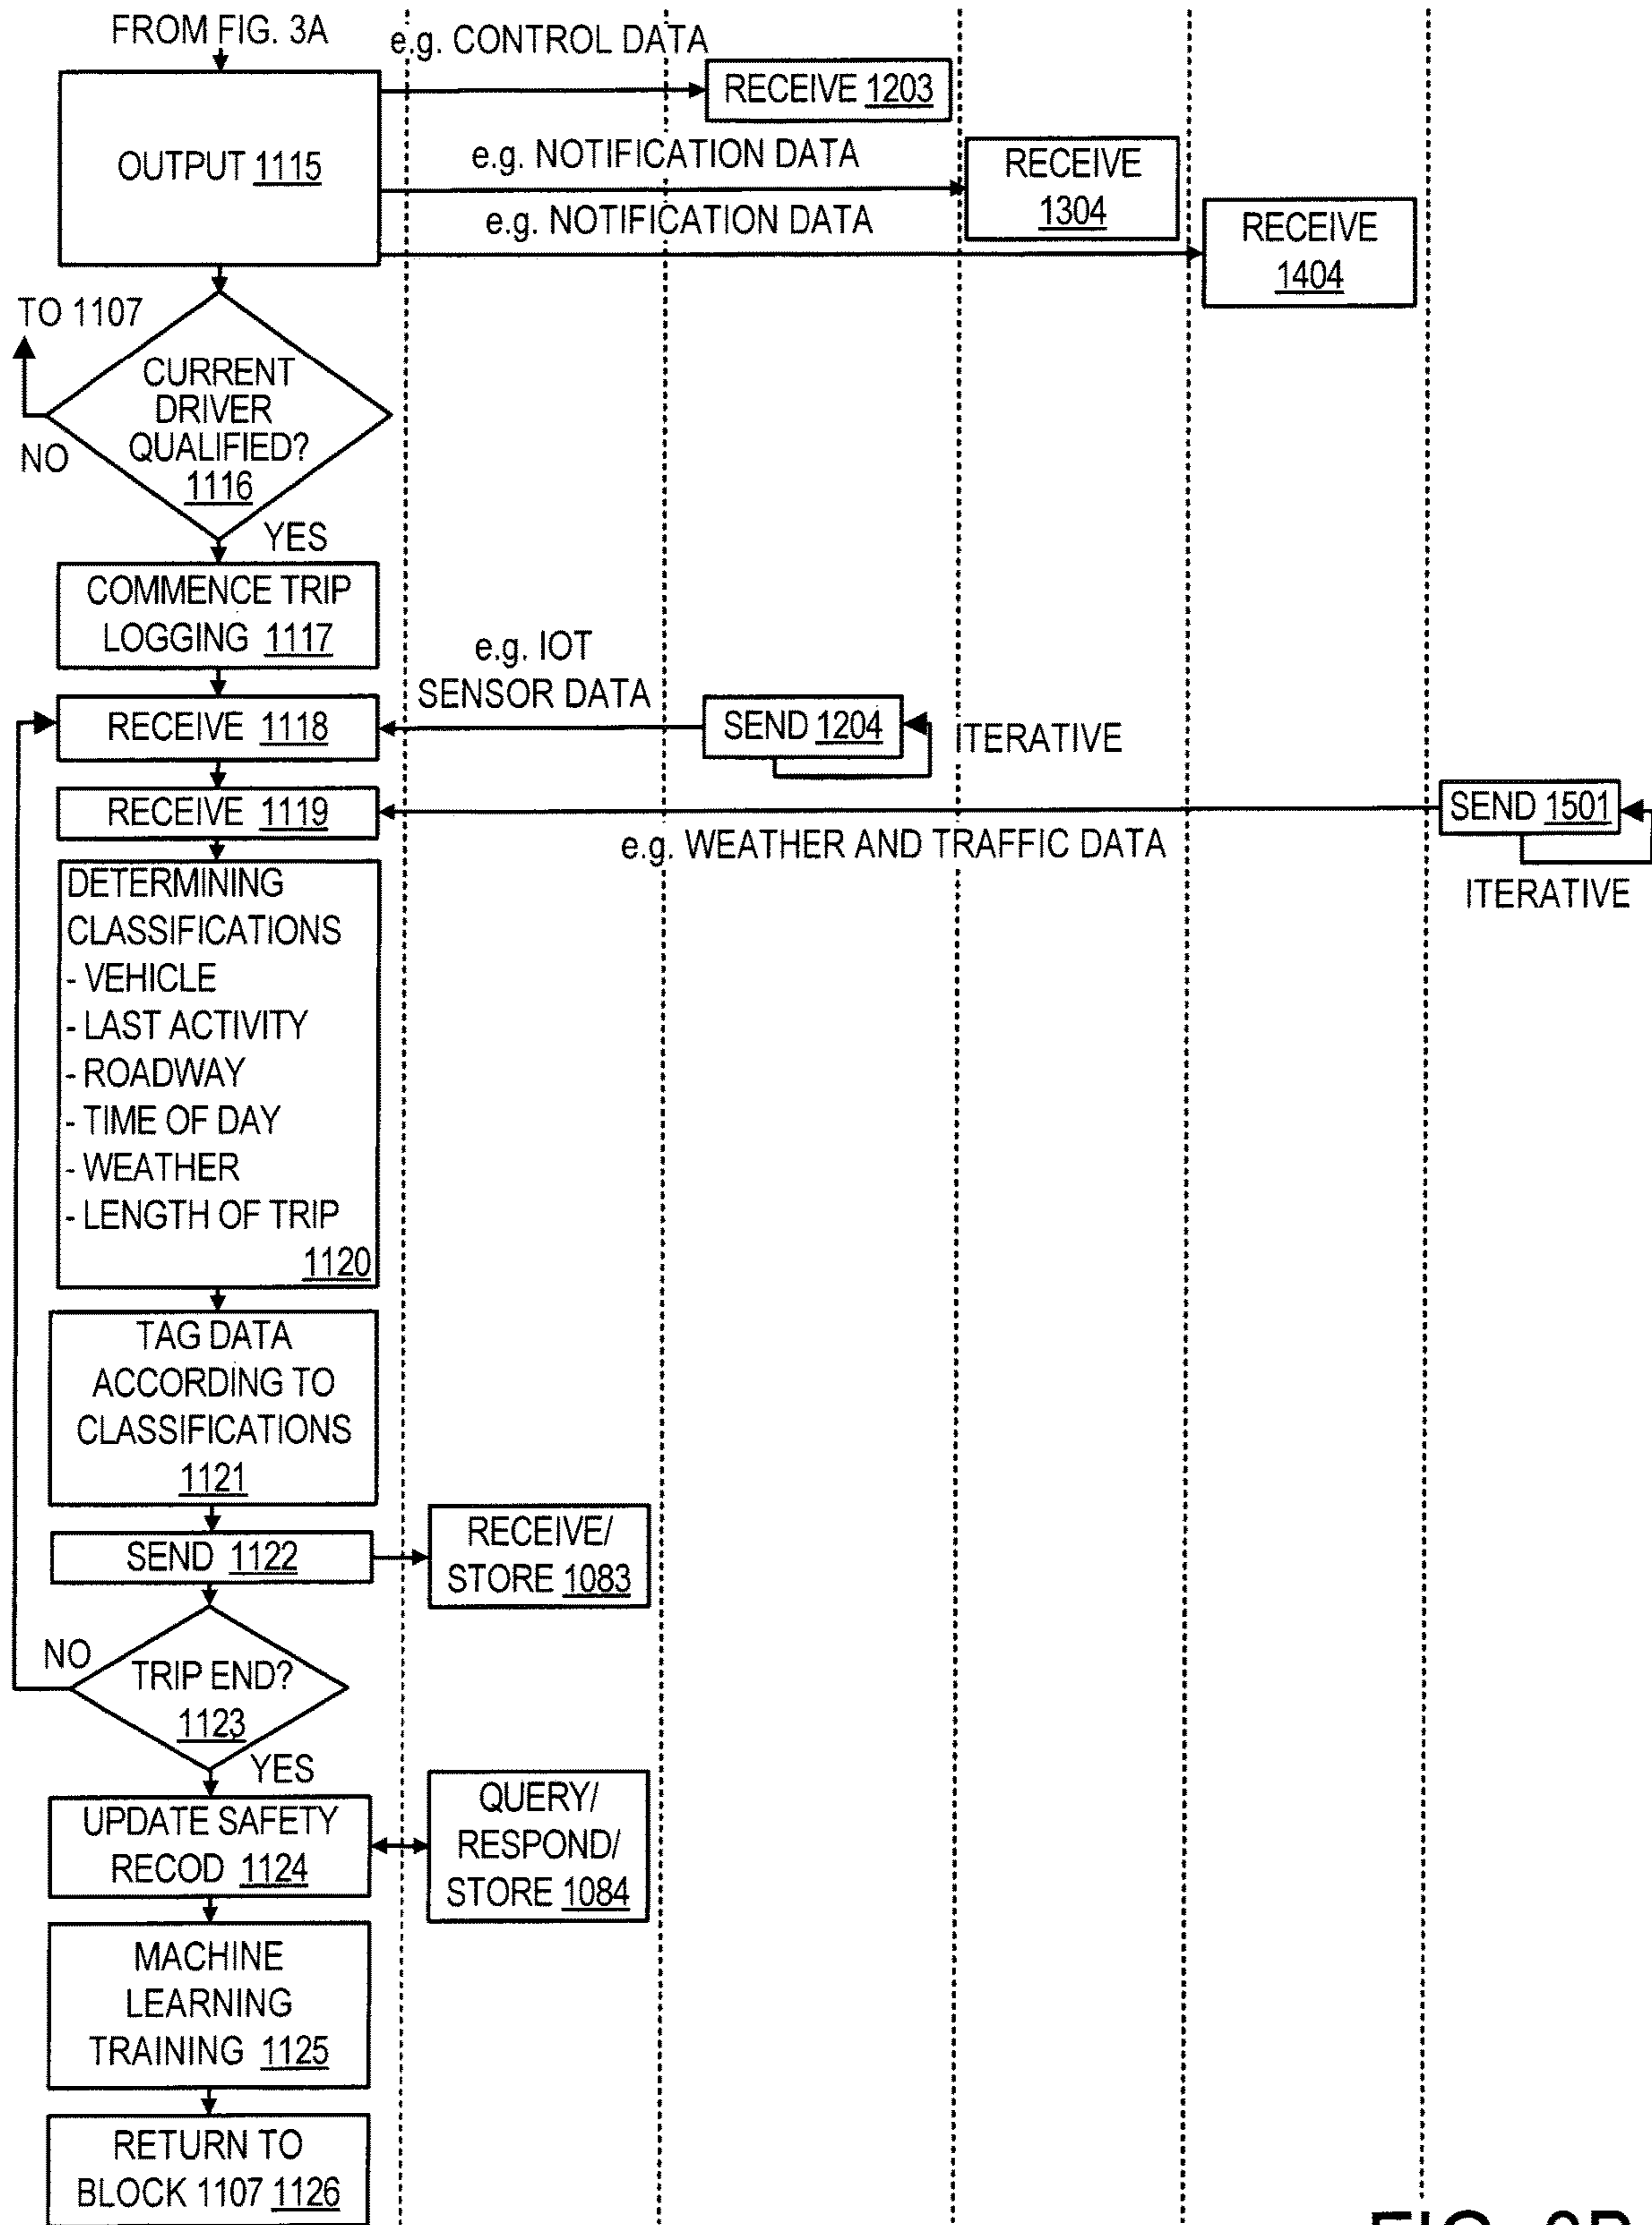 FROM FIG. 3A
e.g. CONTROL DATA
RECEIVE 1203
OUTPUT 1115
e.g. NOTIFICATION DATA
RECEIVE
1304
e.g. NOTIFICATION DATA
RECEIVE
1404
TO 1107
CURRENT
DRIVER
QUALIFIED?
1116
NO
YES
COMMENCE TRIP
LOGGING 1117
e.g. IOT
SENSOR DATA
RECEIVE 1118
SEND 1204
ITERATIVE
RECEIVE 1119
SEND 1501
e.g. WEATHER AND TRAFFIC DATA
ITERATIVE
DETERMINING
CLASSIFICATIONS
- VEHICLE
- LAST ACTIVITY
- ROADWAY
- TIME OF DAY
- WEATHER
- LENGTH OF TRIP
1120
TAG DATA
ACCORDING TO
CLASSIFICATIONS
1121
SEND 1122
RECEIVE/
STORE 1083
NO
TRIP END?
1123
YES
UPDATE SAFETY
RECOD 1124
QUERY/
RESPOND/
STORE 1084
MACHINE
LEARNING
TRAINING 1125
RETURN TO
BLOCK 1107 1126